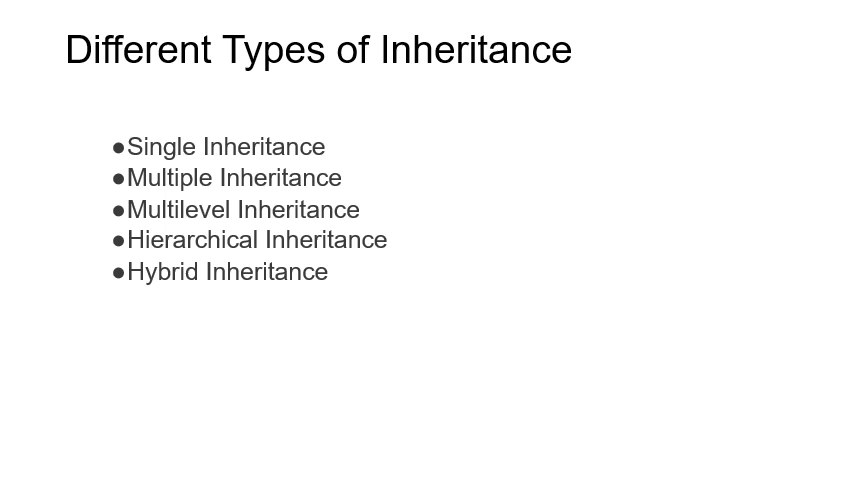 Different Types of Inheritance
●Single Inheritance
●Multiple Inheritance
●Multilevel Inheritance
●Hierarchical Inheritance
●Hybrid Inheritance